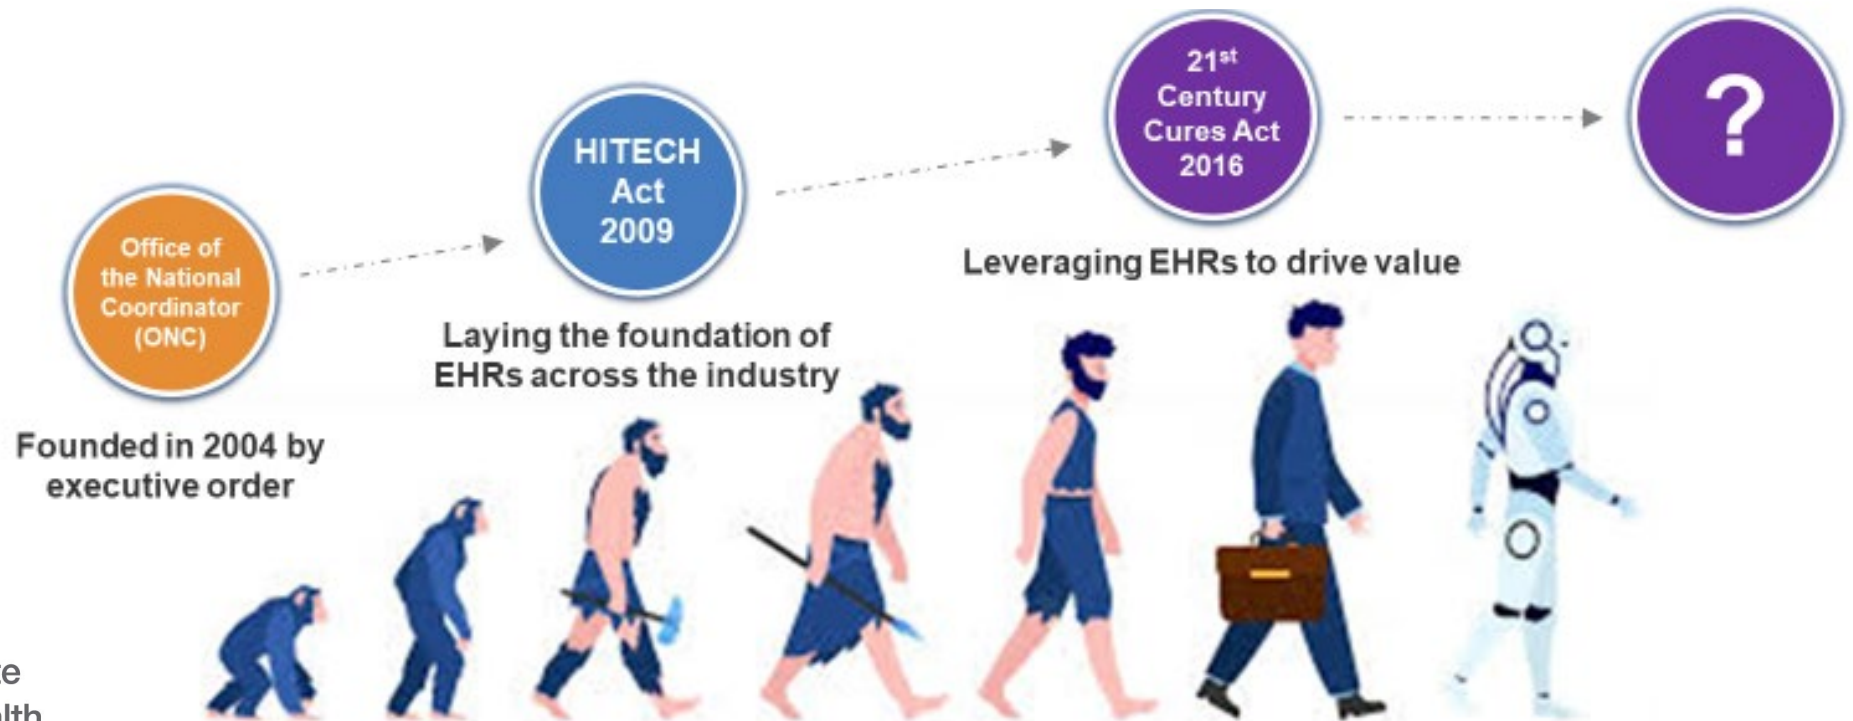 Office of
the National
Coordinator
(ONC)
Founded in 2004 by
executive order
HITECH
Act
2009
Laying the foundation of
EHRs across the industry
21st
Century
Cures Act
2016
Leveraging EHRs to drive value
?